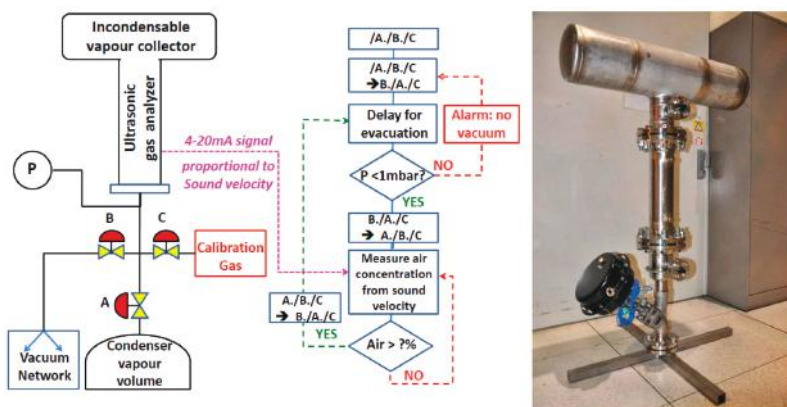 Incondensable
vapour collector
Ultrasonic
gas analyzer
P
4-20mA signal
proportional to
Sound velocity
B
C
Calibration
Gas
A
Vacuum
Network
Condenser
vapour
volume
/A./B./C
/A./B./C
➔B./A./C
Delay for
evacuation
Alarm: no
vacuum
P <1mbar?
NO
YES
B./A./C
➔ A./B./C
Measure air
concentration
from sound
velocity
A./B./C
➔ B./A./C
YES
Air > ?%
NO